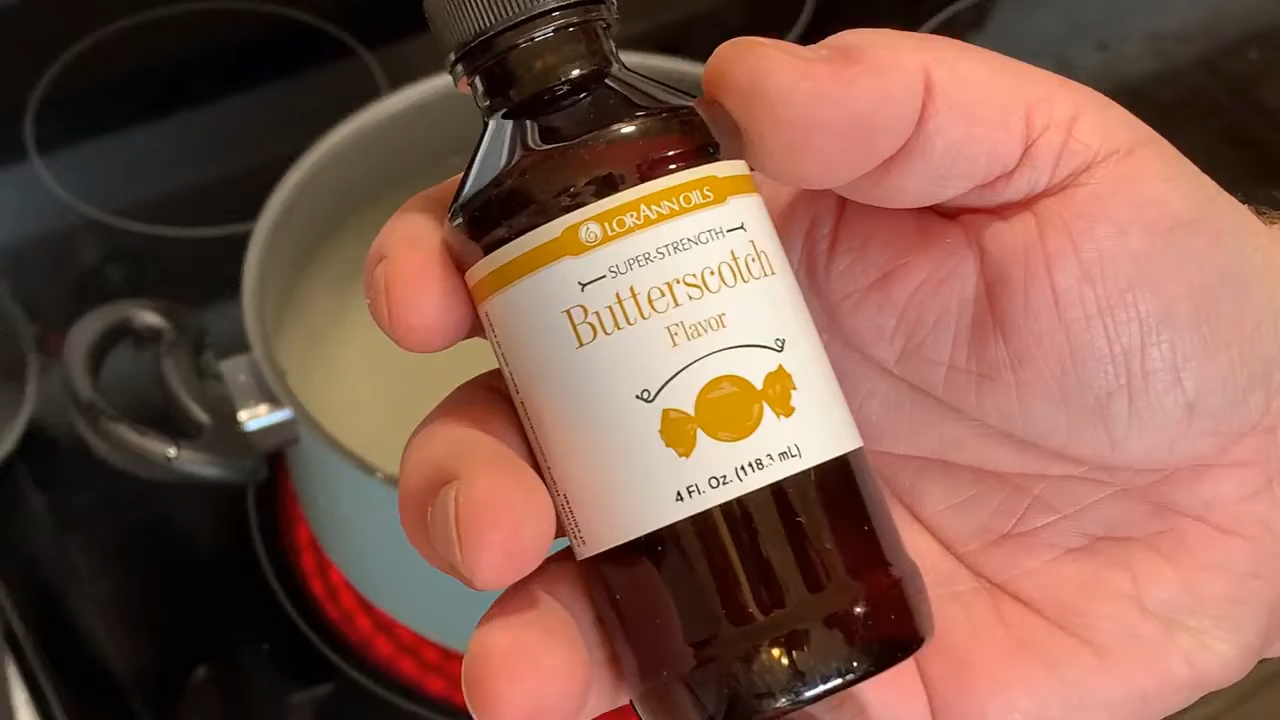 LORANN OILS
SUPER-STRENGTH
Butterscotch
Flavor
4 Fl. Oz. (118.3 mL)